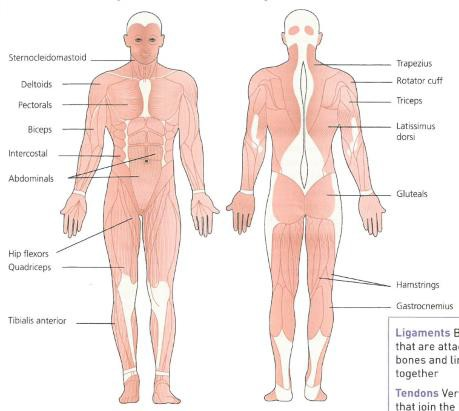 Sternocleidomastoid
Deltoids
Pectorals
Biceps
Intercostal
Abdominals
Hip flexors
Quadriceps
Tibialis anterior
Trapezius
Rotator cuff
Triceps
Latissimus
dorsi
Gluteals
Hamstrings
Gastrocnemius
Ligaments B
that are atta
bones and lin
together
Tendons Ver
that join the